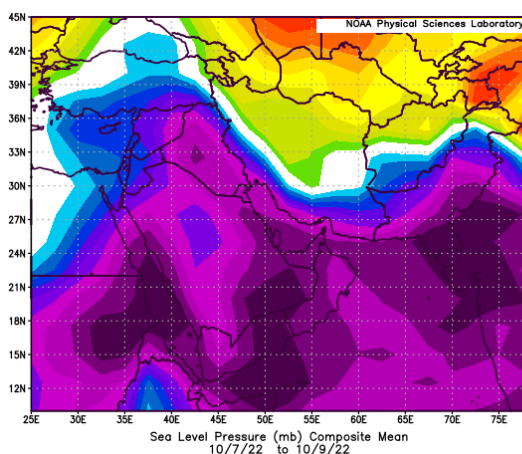 NOAA Physical Sciences Laboratory
45N
42N
39N
36N
33N
30N
27N
24N
21N
18N
15N
12N
25E 30E 35E 40E 45E 50E 55E 60E 65E 70E 75E
Sea Level Pressure (mb) Composite Mean
10/7/22 to 10/9/22